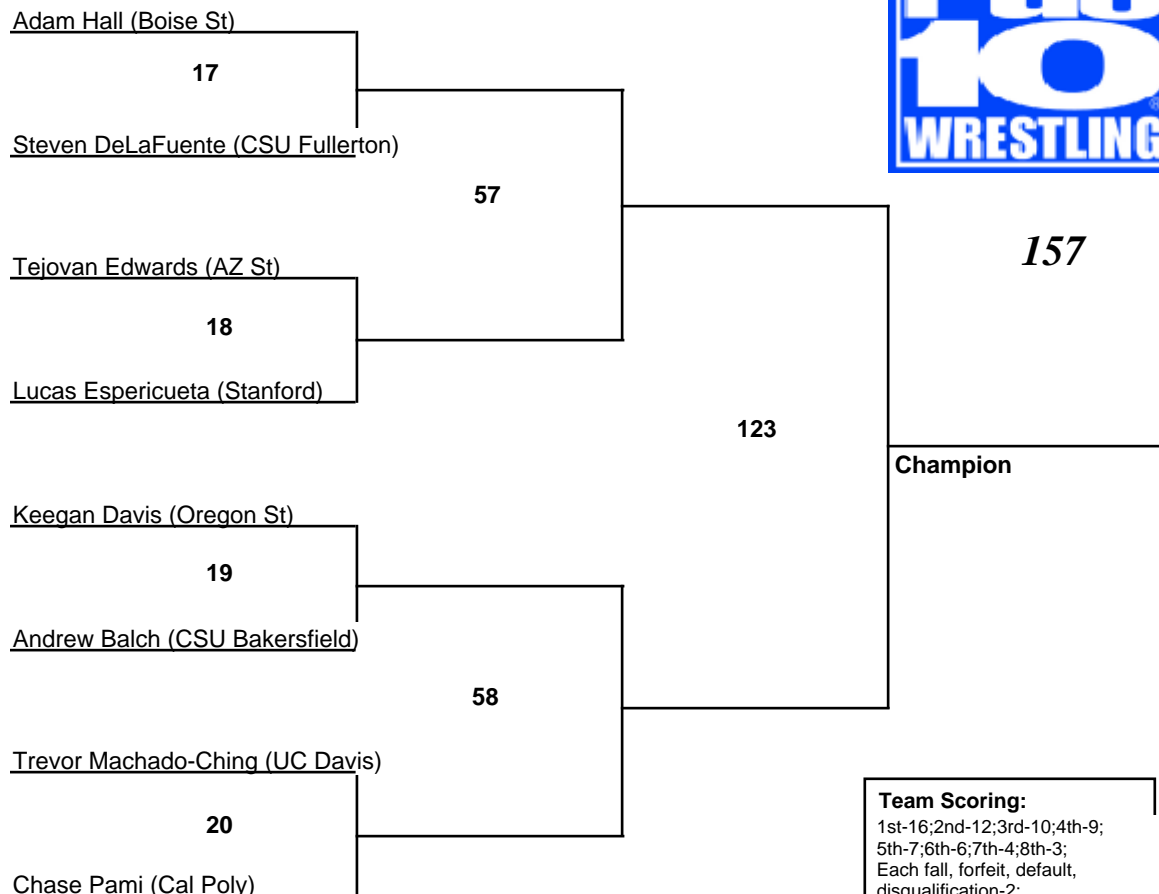 Adam Hall (Boise St)
17
Steven DeLaFuente (CSU Fullerton)
57
Tejovan Edwards (AZ St)
18
Lucas Espericueta (Stanford)
123
Keegan Davis (Oregon St)
19
Andrew Balch (CSU Bakersfield)
58
Trevor Machado-Ching (UC Davis)
20
Chase Pami (Cal Poly)
10
WRESTLING
157
Champion
Team Scoring:
1st-16;2nd-12;3rd-10;4th-9;
5th-7;6th-6;7th-4;8th-3;
Each fall, forfeit, default,
disqualification-2;